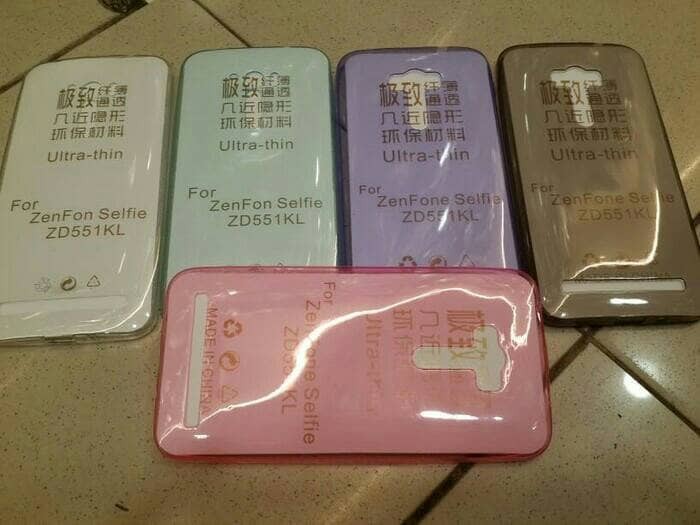 极致纤薄
通透
几近隐形
环保材料
Ultra-thin
For
ZenFon Selfie
ZD551KL
极致纤薄
通透
几近隐形
环保材料
Ultra-thin
For
ZenFon Selfie
ZD551KL
极致纤薄
通透
几近隐形
环保材料
Ultra-thin
For
ZenFone Selfie
ZD551KL
极致纤薄
通透
几近隐形
环保材料
Ultra-thin
For
ZenFone Selfie
ZD551KL
MADE IN CHINA
极致
几近
环保
Ultra-thin
For
ZenFone Selfie
ZD551KL
MADE IN CHINA